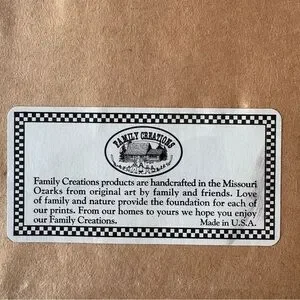 FAMILY CREATIONS
Family Creations products are handcrafted in the Missouri
Ozarks from original art by family and friends. Love
of family and nature provide the foundation for each of
our prints. From our homes to yours we hope you enjoy
our Family Creations. Made in U.S.A.